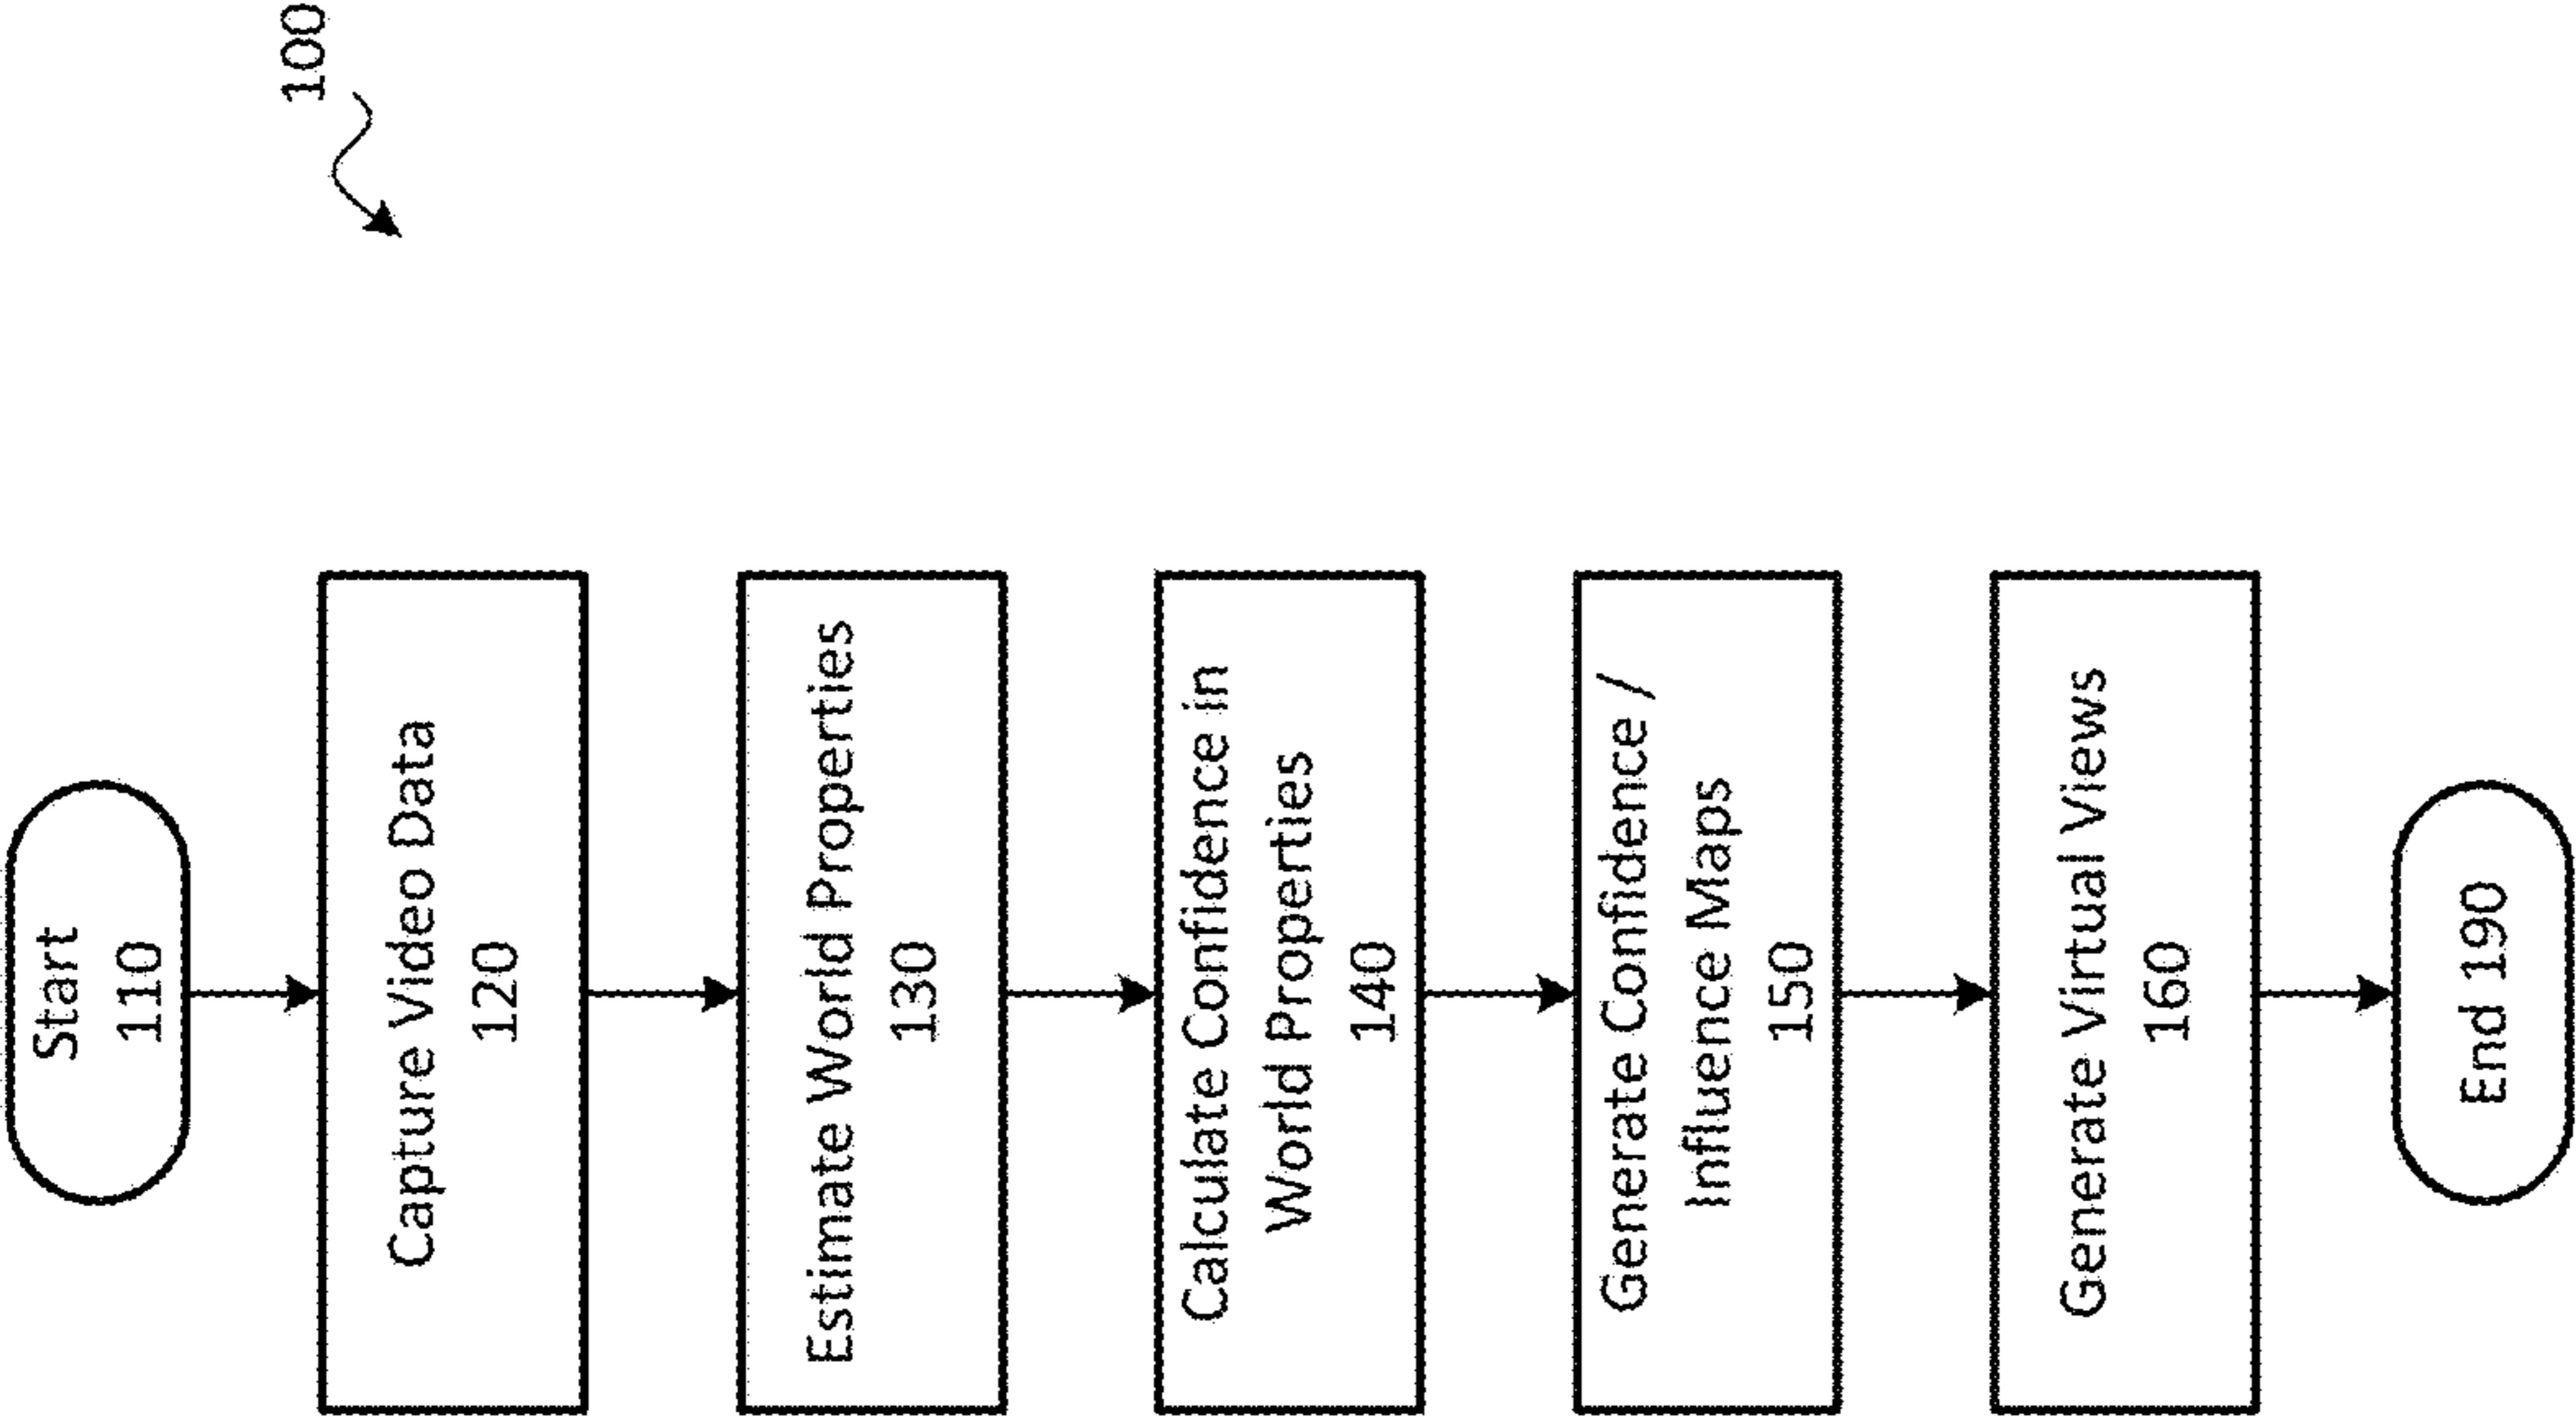 100
Start
110
Capture Video Data
120
Estimate World Properties
130
Calculate Confidence in
World Properties
140
Generate Confidence /
Influence Maps
150
Generate Virtual Views
160
End 190